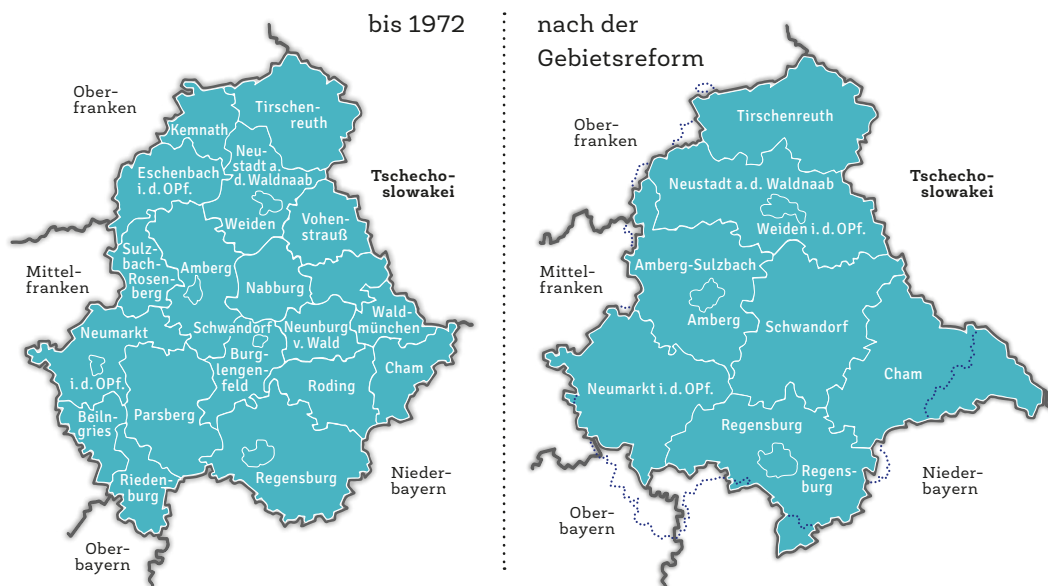 bis 1972
Ober-
franken
Tirschen-
reuth
Kemnath
Neu-
stadt a.
d. Waldnaab
Eschenbach
i. d. OPf.
Tschecho-
slowakei
Weiden
Vohen-
strauß
Sulz-
bach-
Rosen-
berg
Amberg
Mittel-
franken
Nabburg
Wald-
münchen
Neumarkt
i. d. OPf.
Schwandorf
Neunburg
v. Wald
Burg-
lengen-
feld
Cham
Roding
Beiln-
gries
Parsberg
Regensburg
Rieden-
burg
Nieder-
bayern
Ober-
bayern
nach der
Gebietsreform
Tirschenreuth
Ober-
franken
Neustadt a. d. Waldnaab
Tschecho-
slowakei
Weiden i. d. OPf.
Mittel-
franken
Amberg-Sulzbach
Amberg
Schwandorf
Cham
Neumarkt i. d. OPf.
Regensburg
Regens-
burg
Nieder-
bayern
Ober-
bayern